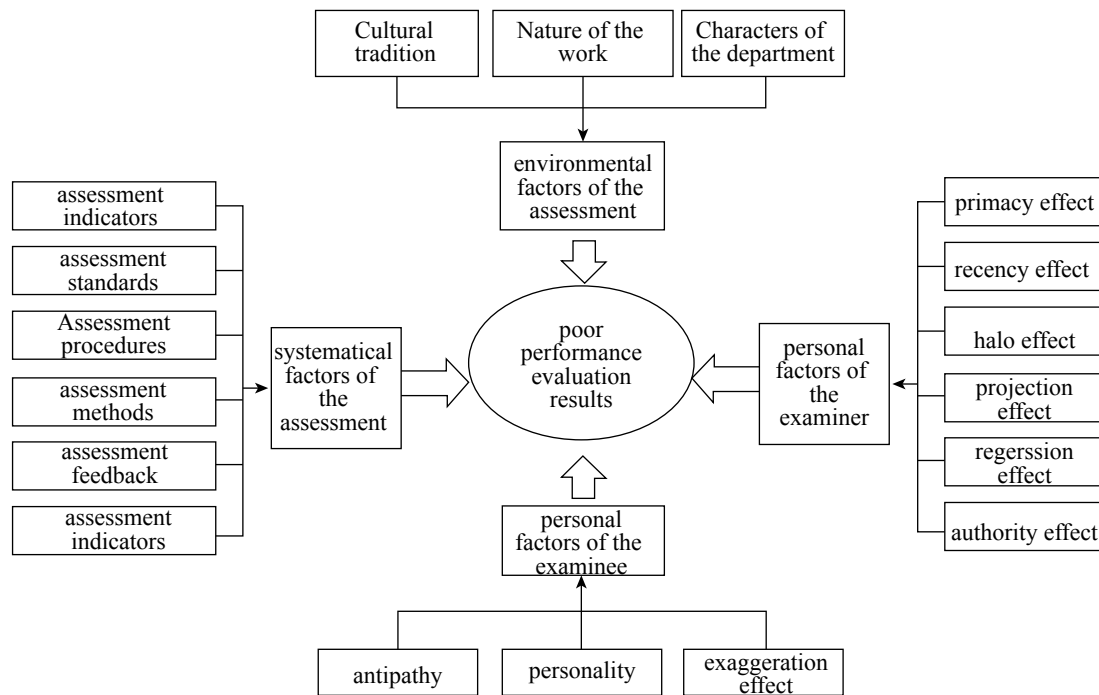 Cultural
tradition
Nature of the
work
Characters of
the department
environmental
factors of the
assessment
assessment
indicators
assessment
standards
Assessment
procedures
assessment
methods
assessment
feedback
assessment
indicators
systematical
factors of
the
assessment
poor
performance
evaluation
results
personal
factors of
the
examiner
primacy effect
recency effect
halo effect
projection
effect
regerssion
effect
authority effect
personal
factors of the
examinee
antipathy
personality
exaggeration
effect